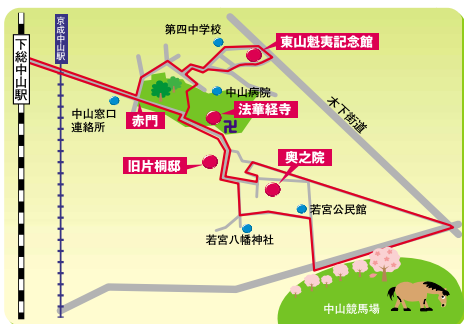 下総中山駅
京成中山駅
第四中学校
東山魁夷記念館
中山病院
木下街道
中山窓口
連絡所
赤門
法華経寺
卍
旧片桐邸
奥之院
若宮公民館
若宮八幡神社
中山競馬場